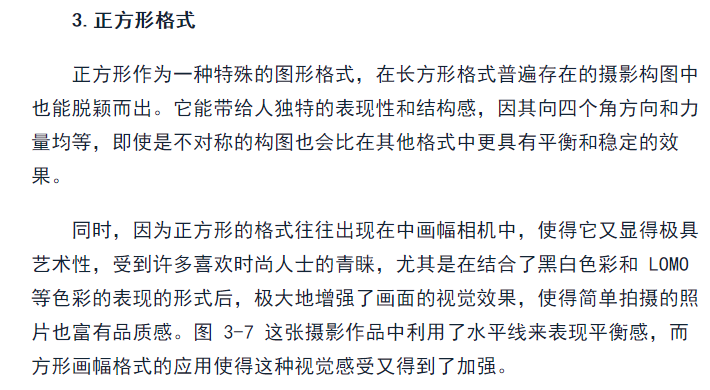 3. 正方形格式
正方形作为一种特殊的图形格式，在长方形格式普遍存在的摄影构图中
也能脱颖而出。它能带给人独特的表现性和结构感，因其向四个角方向和力
量均等，即使是不对称的构图也会比在其他格式中更具有平衡和稳定的效
果。
同时，因为正方形的格式往往出现在中画幅相机中，使得它又显得极具
艺术性，受到许多喜欢时尚人士的青睐，尤其是在结合了黑白色彩和 LOMO
等色彩的表现的形式后，极大地增强了画面的视觉效果，使得简单拍摄的照
片也富有品质感。图 3-7 这张摄影作品中利用了水平线来表现平衡感，而
方形画幅格式的应用使得这种视觉感受又得到了加强。